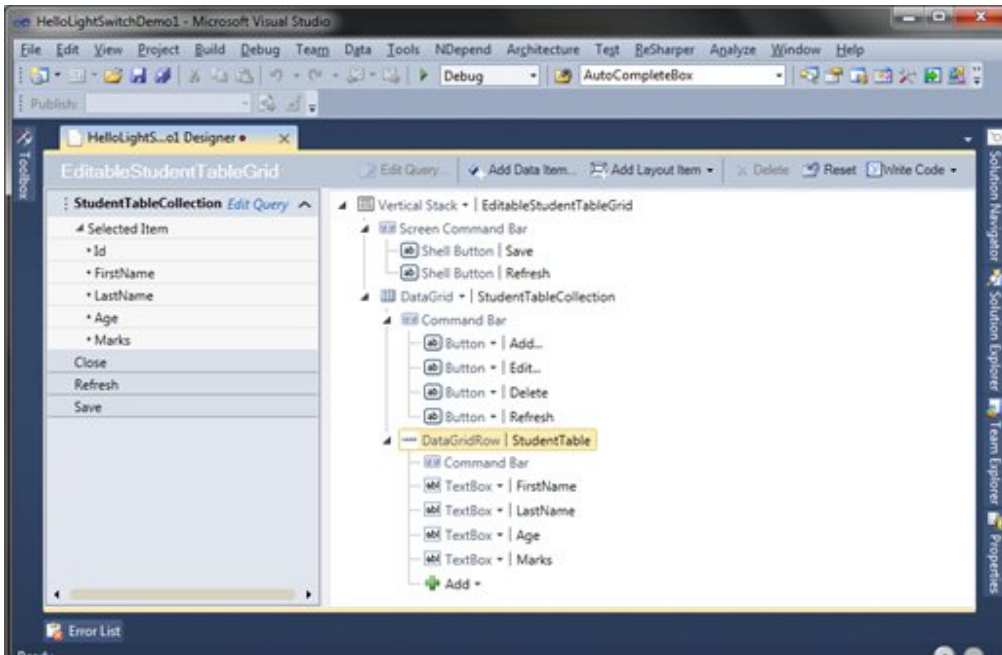 HelloLightSwitchDemo1 - Microsoft Visual Studio
File Edit View Project Build Debug Team Data Tools NDepend Architecture Test ReSharper Analyze Window Help
Debug AutoCompleteBox
Publish:
HelloLightS...o1 Designer
Toolbox
EditableStudentTableGrid
Edit Query... Add Data Item... Add Layout Item Delete Reset Write Code
StudentTableCollection Edit Query
Selected Item
Id
FirstName
LastName
Age
Marks
Close
Refresh
Save
Vertical Stack | EditableStudentTableGrid
Screen Command Bar
Shell Button | Save
Shell Button | Refresh
DataGrid | StudentTableCollection
Command Bar
Button | Add...
Button | Edit...
Button | Delete
Button | Refresh
DataGridRow | StudentTable
Command Bar
TextBox | FirstName
TextBox | LastName
TextBox | Age
TextBox | Marks
Add
Solution Navigator
Solution Explorer
Team Explorer
Properties
Error List
Ready